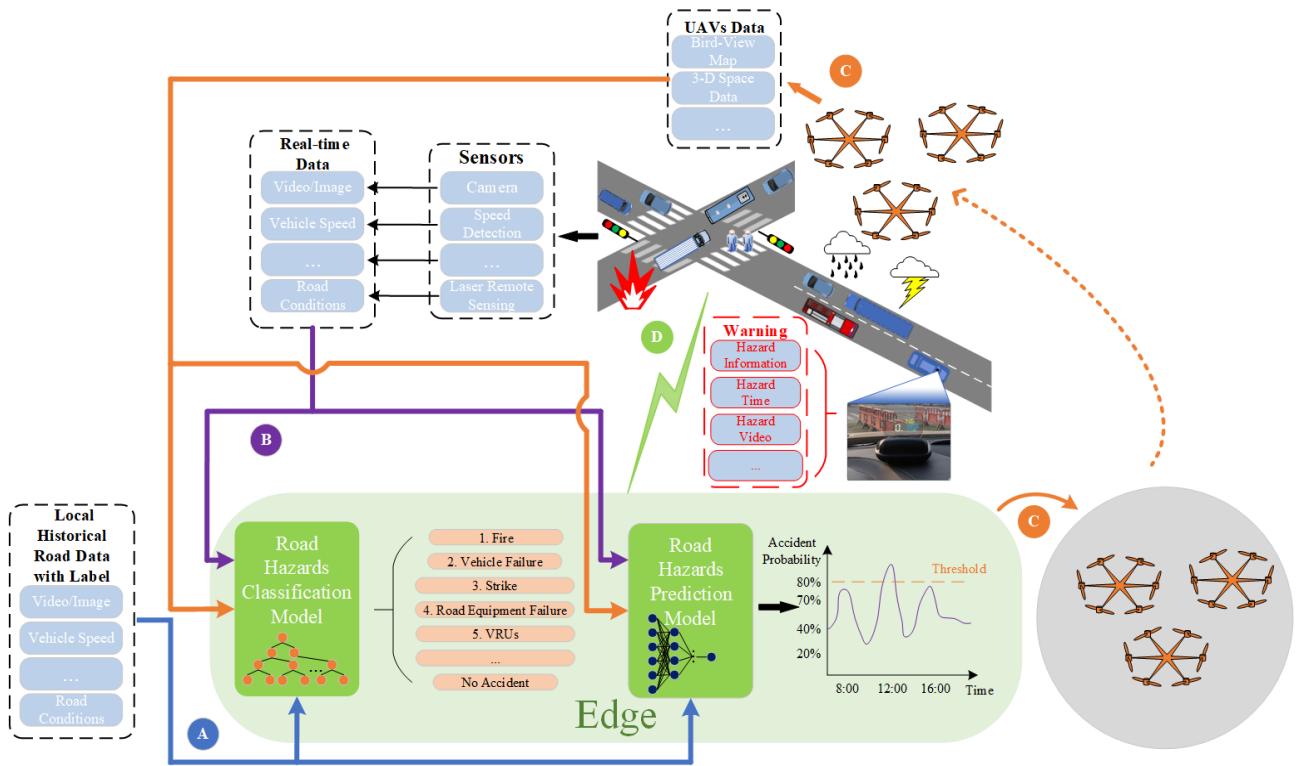 UAVs Data
Bird-View
Map
3-D Space
Data
...
C
Real-time
Data
Video/Image
Vehicle Speed
...
Road
Conditions
Sensors
Camera
Speed
Detection
...
Laser Remote
Sensing
D
Warning
Hazard
Information
Hazard
Time
Hazard
Video
...
B
Local
Historical
Road Data
with Label
Video/Image
Vehicle Speed
...
Road
Conditions
A
Road
Hazards
Classification
Model
...
1. Fire
2. Vehicle Failure
3. Strike
4. Road Equipment Failure
5. VRUs
...
No Accident
Road
Hazards
Prediction
Model
Accident
Probability
80%
70%
40%
20%
Threshold
8:00
12:00
16:00
Time
Edge
C